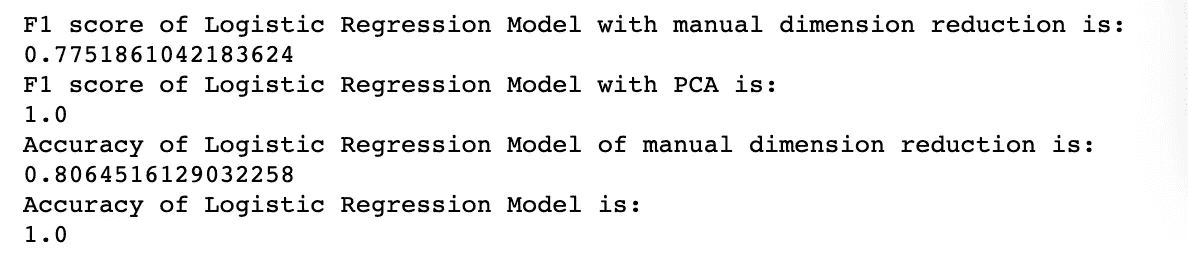 F1 score of Logistic Regression Model with manual dimension reduction is:
0.7751861042183624
F1 score of Logistic Regression Model with PCA is:
1.0
Accuracy of Logistic Regression Model of manual dimension reduction is:
0.8064516129032258
Accuracy of Logistic Regression Model is:
1.0